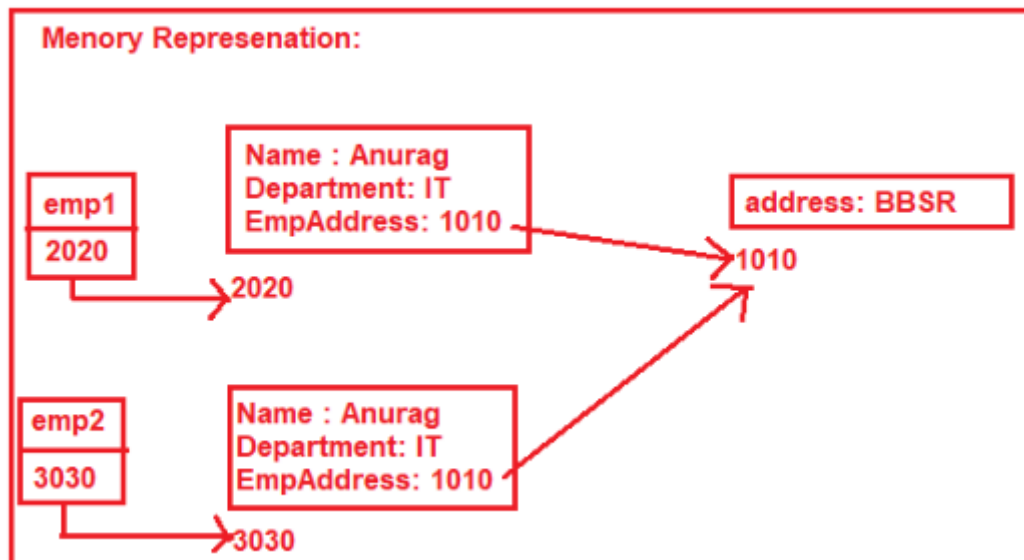 Menory Represenation:
emp1
2020
Name : Anurag
Department: IT
EmpAddress: 1010
2020
address: BBSR
1010
emp2
3030
Name : Anurag
Department: IT
EmpAddress: 1010
3030